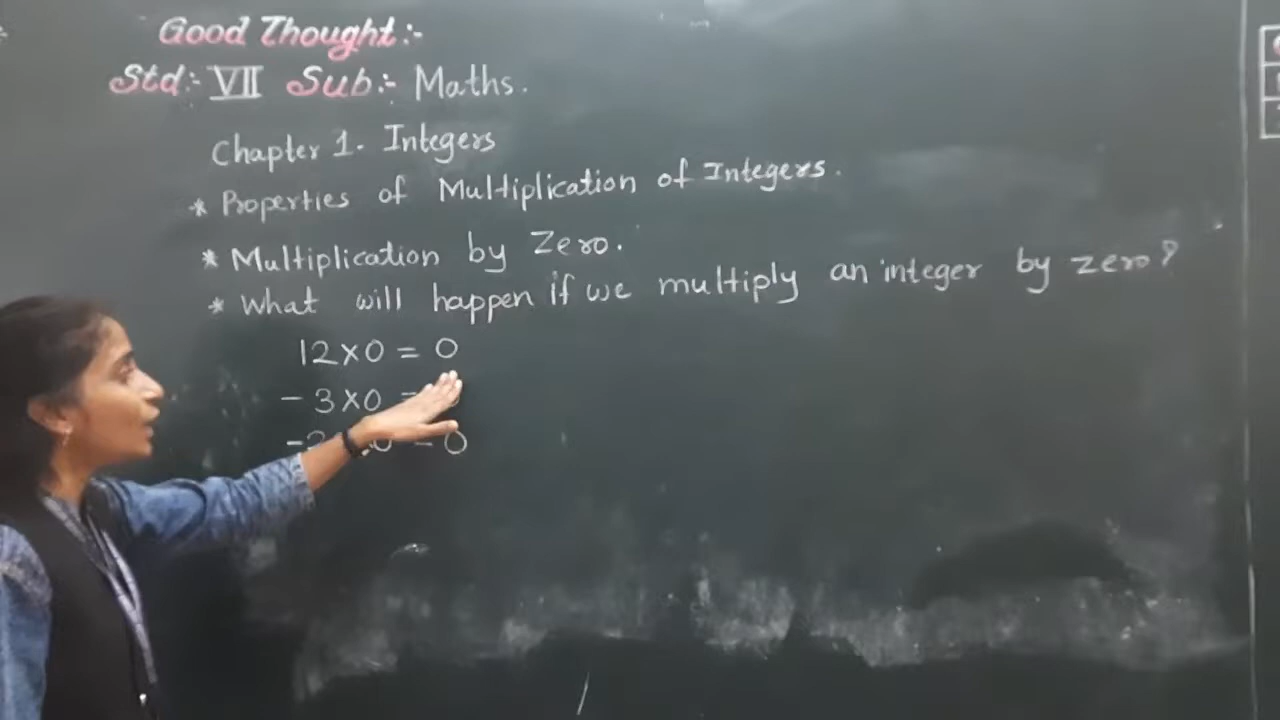 Good Thought:-
Std:- VII Sub:- Maths.
Chapter 1. Integers
* Properties of Multiplication of Integers.
* Multiplication by Zero.
* What will happen if we multiply an integer by zero?
12×0 = 0
-3×0 =
= 0